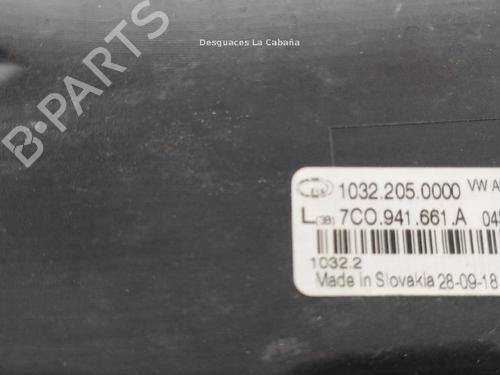 Desguaces La Cabaña
B-PARTS
1032.205.0000 VW
L (38) 7C0.941.661.A
1032.2
Made in Slovakia 28-09-18